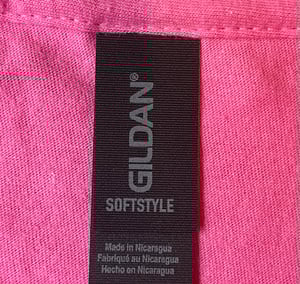 GILDAN®
SOFTSTYLE
Made in Nicaragua
Fabriqué au Nicaragua
Hecho en Nicaragua